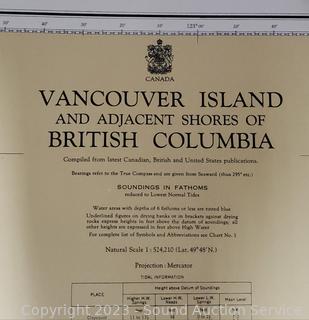 CANADA
VANCOUVER ISLAND
AND ADJACENT SHORES OF
BRITISH COLUMBIA
Compiled from latest Canadian, British and United States publications.
Bearings refer to the True Compass and are given from Seaward (thus 295° etc.)
SOUNDINGS IN FATHOMS
reduced to Lowest Normal Tides
Water areas with depths of 6 fathoms or less are tinted blue
Underlined figures on drying banks or in brackets against drying
rocks express heights in feet above the datum of soundings; all
other heights are expressed in feet above High Water
For complete list of Symbols and Abbreviations see Chart No. 1
Natural Scale 1: 524,210 (Lat. 49°48'N.)
Projection: Mercator
TIDAL INFORMATION
PLACE
Height above Datum of Soundings
Higher H.W.
Lower H.W.
Lower L.W.
Mean Level
Clayoquot
Copyright 2023 - Sound Auction Service